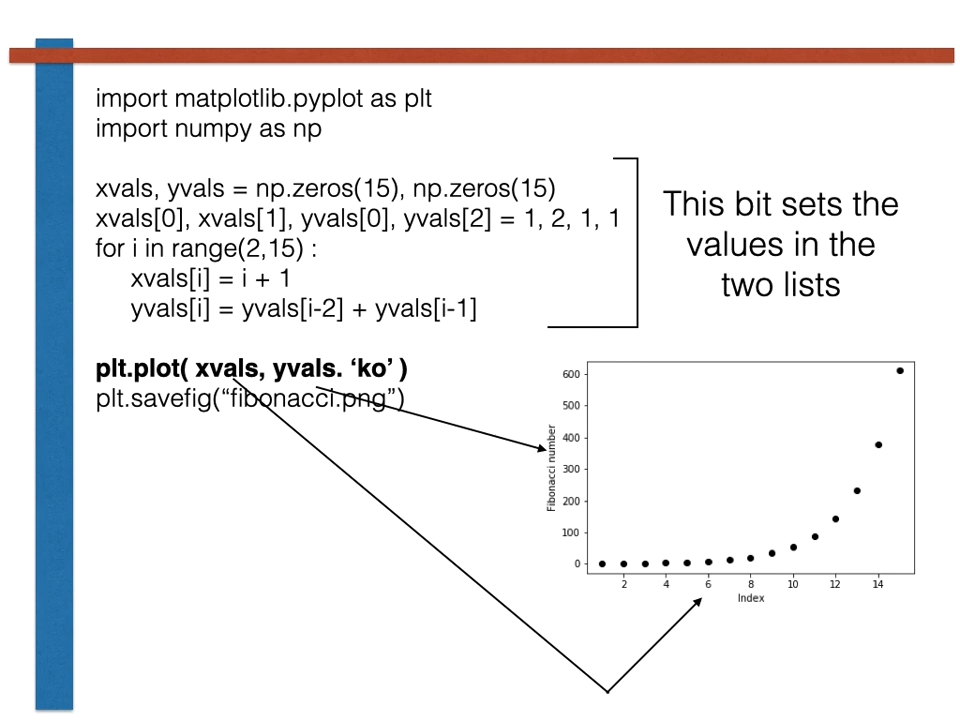 import matplotlib.pyplot as plt
import numpy as np
xvals, yvals = np.zeros(15), np.zeros(15)
xvals[0], xvals[1], yvals[0], yvals[2] = 1, 2, 1, 1
for i in range(2,15) :
xvals[i] = i + 1
yvals[i] = yvals[i-2] + yvals[i-1]
This bit sets the
values in the
two lists
plt.plot( xvals, yvals. ‘ko’ )
plt.savefig(“fibonacci.png”)
Fibonacci number
600
500
400
300
200
100
0
2 4 6 8 10 12 14
Index